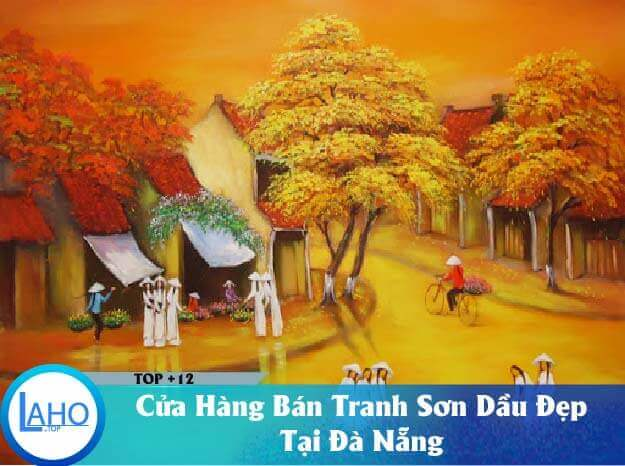 TOP +12
LAHO
.TOP
Cửa Hàng Bán Tranh Sơn Dầu Đẹp
Tại Đà Nẵng